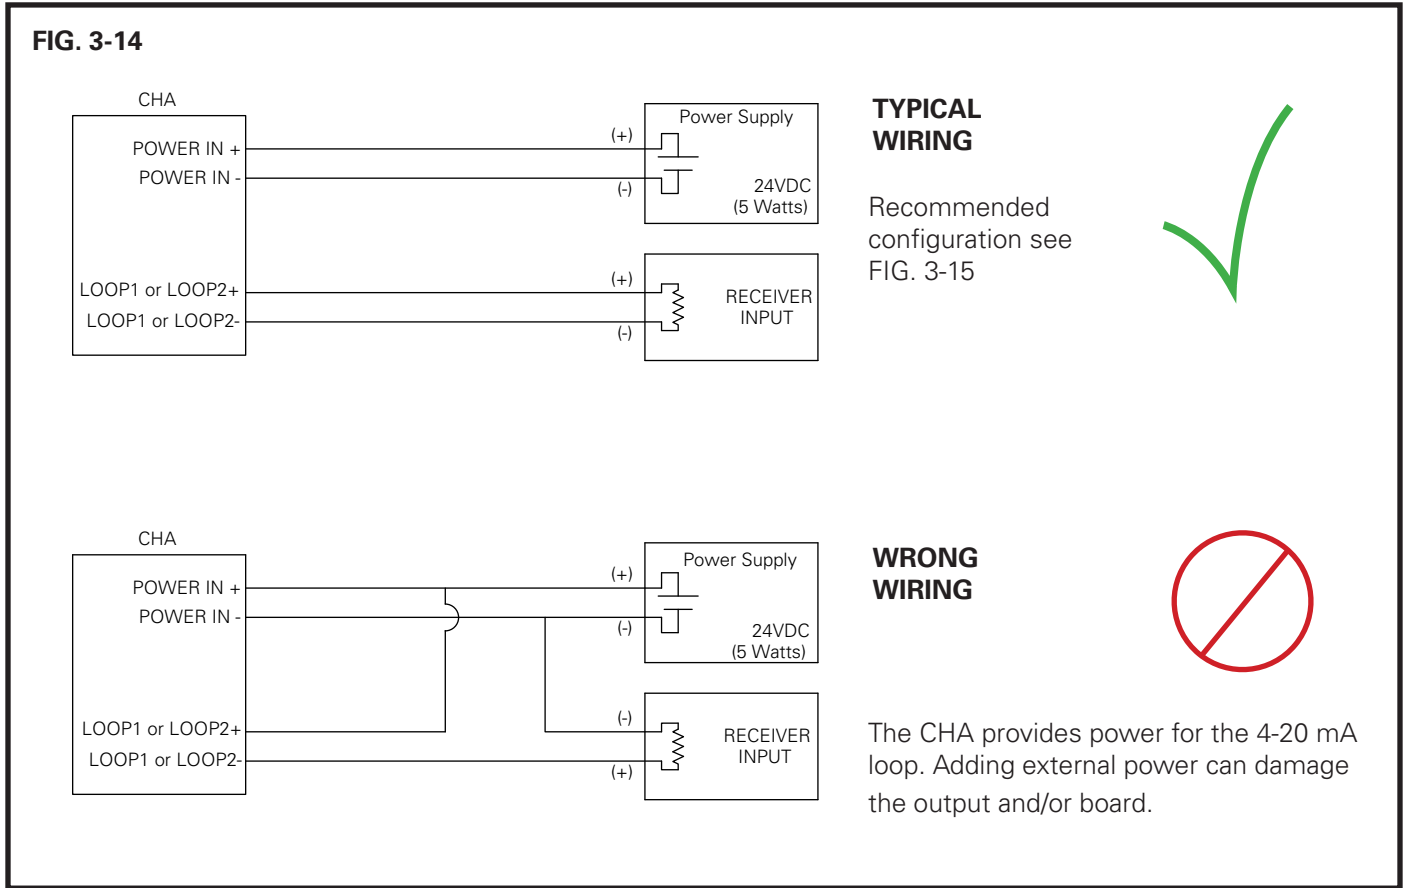 FIG. 3-14
CHA
POWER IN +
POWER IN -
LOOP1 or LOOP2+
LOOP1 or LOOP2-
(+)
(-)
Power Supply
24VDC
(5 Watts)
(+)
(-)
RECEIVER
INPUT
TYPICAL
WIRING
Recommended
configuration see
FIG. 3-15
CHA
POWER IN +
POWER IN -
LOOP1 or LOOP2+
LOOP1 or LOOP2-
(+)
(-)
Power Supply
24VDC
(5 Watts)
(-)
(+)
RECEIVER
INPUT
WRONG
WIRING
The CHA provides power for the 4-20 mA
loop. Adding external power can damage
the output and/or board.